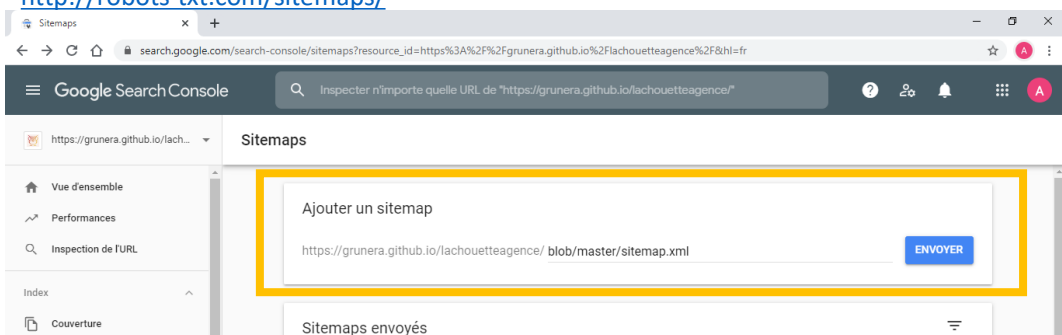 http://robots-txt.com/sitemaps/
Sitemaps × +
search.google.com/search-console/sitemaps?resource_id=https%3A%2F%2Fgrunera.github.io%2Flachouetteagence%2F&hl=fr
A
Google Search Console
Inspecter n'importe quelle URL de "https://grunera.github.io/lachouetteagence/"
A
https://grunera.github.io/lach...
Sitemaps
Vue d'ensemble
Ajouter un sitemap
Performances
Inspection de l'URL
https://grunera.github.io/lachouetteagence/ blob/master/sitemap.xml
ENVOYER
Index
Couverture
Sitemaps envoyés